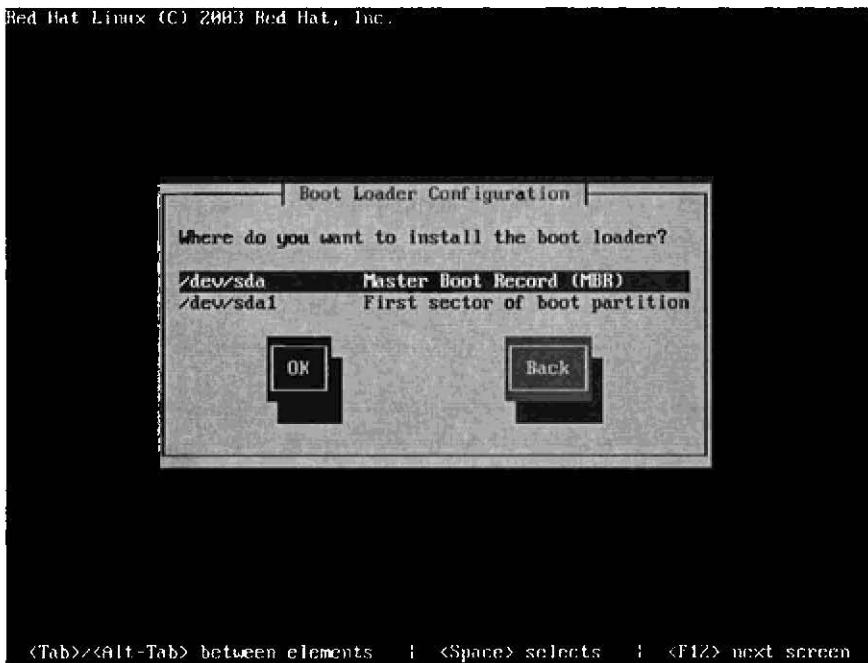 Red Hat Linux (C) 2003 Red Hat, Inc.
Boot Loader Configuration
Where do you want to install the boot loader?
/dev/sda Master Boot Record (MBR)
/dev/sda1 First sector of boot partition
OK Back
<Tab>/<Alt-Tab> between elements | <Space> selects | <F12> next screen